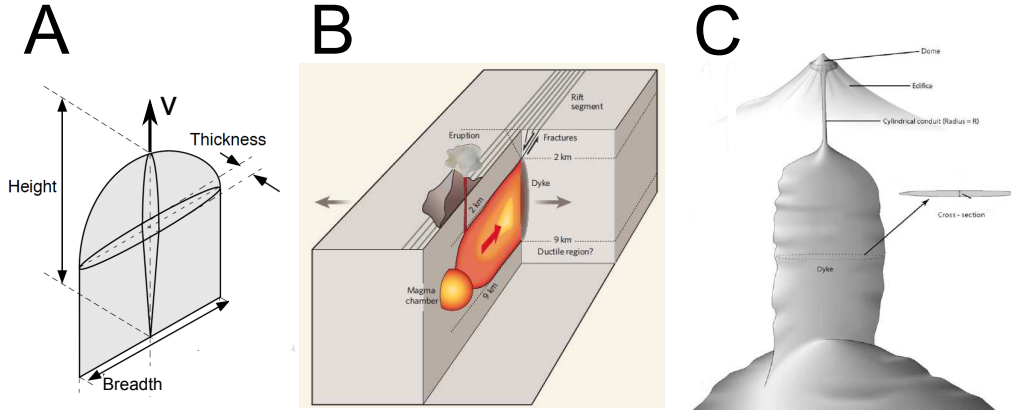 A
V
Thickness
Height
Breadth
B
Rift
segment
Eruption
Fractures
2 km
Dyke
2 km
9 km
Ductile region?
Magma
chamber
9 km
C
Dome
Edifice
Cylindrical conduit (Radius = R)
Cross - section
Dyke